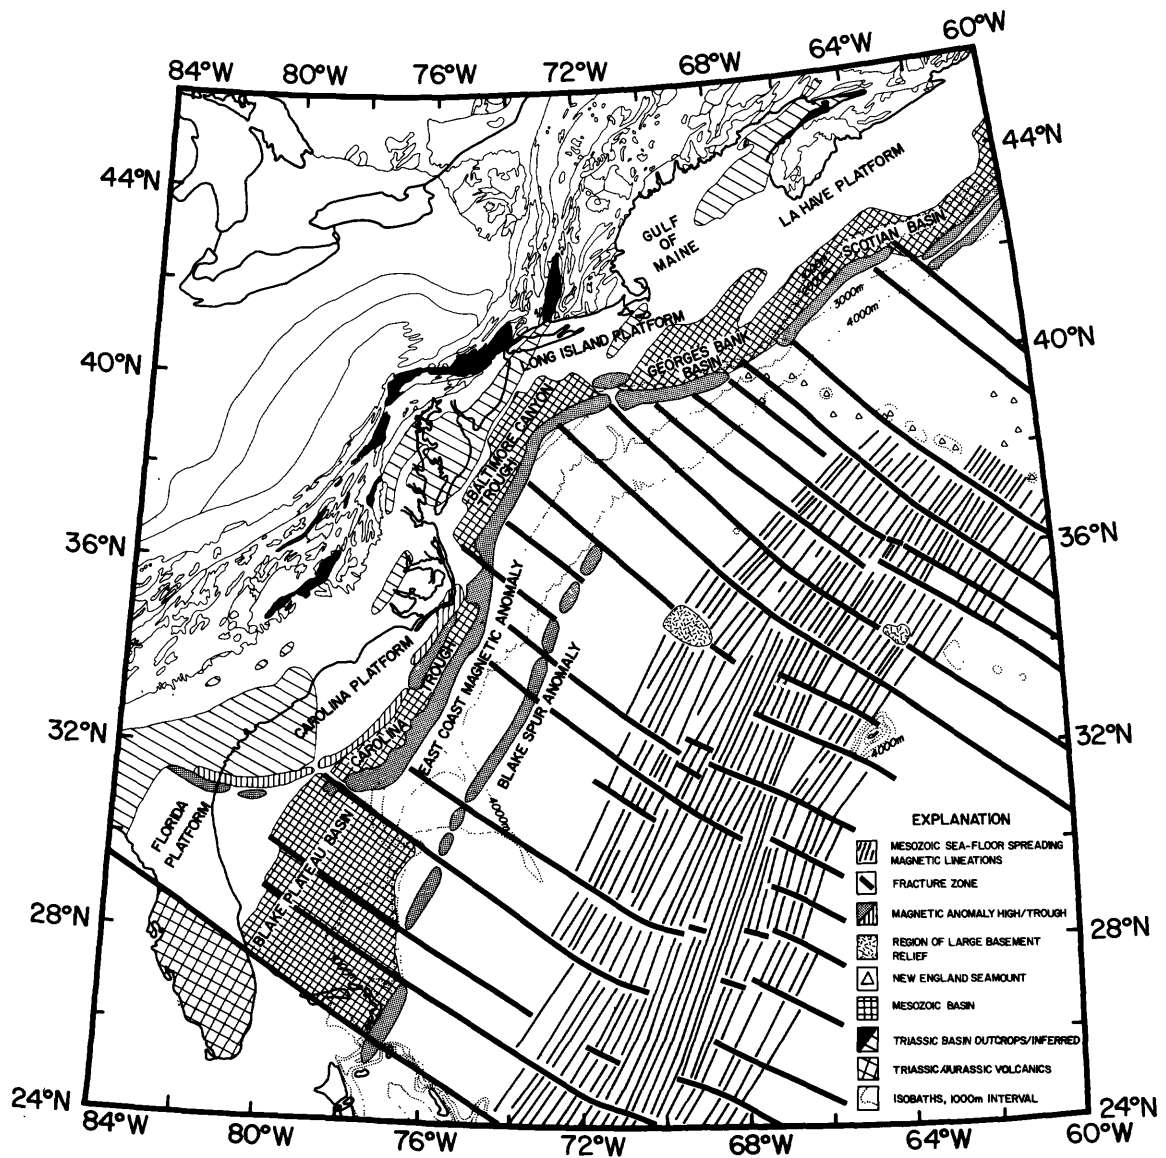 84°W 80°W 76°W 72°W 68°W 64°W 60°W
44°N
44°N
LA HAVE PLATFORM
GULF
OF
MAINE
SCOTIAN BASIN
3000m
4000m
40°N
40°N
LONG ISLAND PLATFORM
GEORGES BANK
BASIN
BALTIMORE CANYON
TROUGH
36°N
36°N
EAST COAST MAGNETIC ANOMALY
BLAKE SPUR ANOMALY
CAROLINA PLATFORM
CAROLINA TROUGH
32°N
32°N
4000m
FLORIDA
PLATFORM
BLAKE PLATEAU BASIN
28°N
28°N
EXPLANATION
MESOZOIC SEA-FLOOR SPREADING
MAGNETIC LINEATIONS
FRACTURE ZONE
MAGNETIC ANOMALY HIGH/TROUGH
REGION OF LARGE BASEMENT
RELIEF
NEW ENGLAND SEAMOUNT
MESOZOIC BASIN
TRIASSIC BASIN OUTCROPS/INFERRED
TRIASSIC/JURASSIC VOLCANICS
ISOBATHS, 1000m INTERVAL
24°N
24°N
84°W 80°W 76°W 72°W 68°W 64°W 60°W